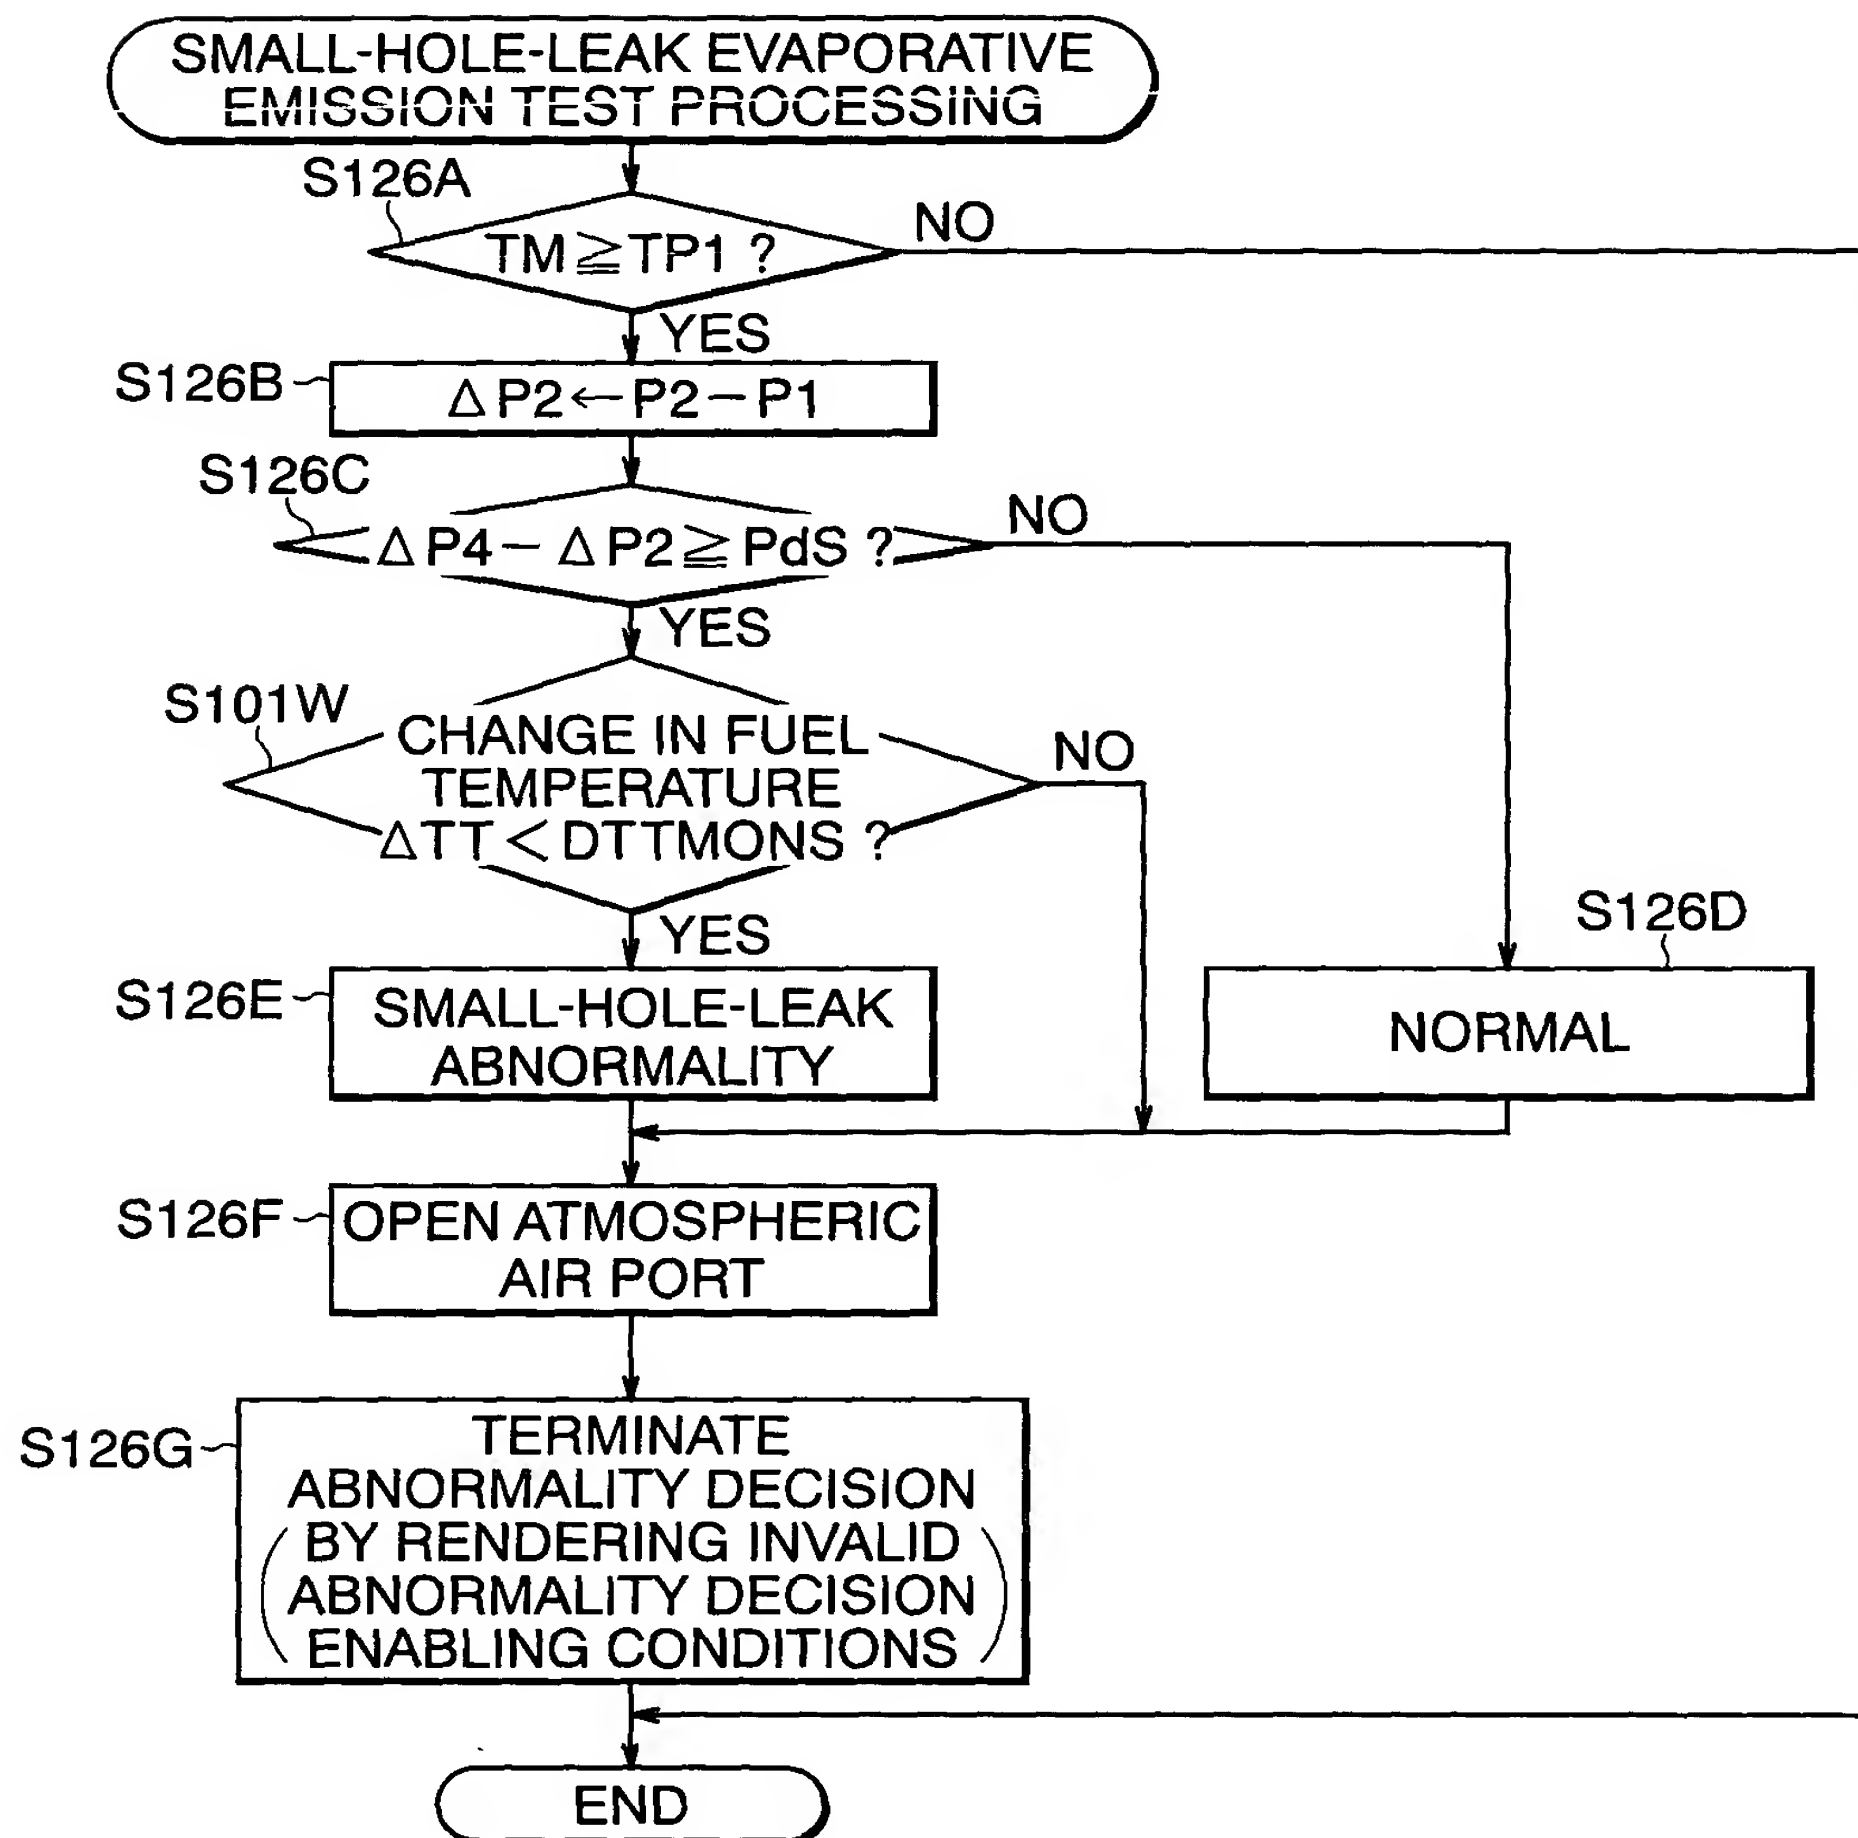 SMALL-HOLE-LEAK EVAPORATIVE
EMISSION TEST PROCESSING
S126A
TM≧TP1 ?
NO
YES
S126B
ΔP2←P2−P1
S126C
ΔP4−ΔP2≧PdS ?
NO
YES
S101W
CHANGE IN FUEL
TEMPERATURE
ΔTT<DTTMONS ?
NO
YES
S126E
SMALL-HOLE-LEAK
ABNORMALITY
S126D
NORMAL
S126F
OPEN ATMOSPHERIC
AIR PORT
S126G
TERMINATE
ABNORMALITY DECISION
(BY RENDERING INVALID
ABNORMALITY DECISION
ENABLING CONDITIONS)
END